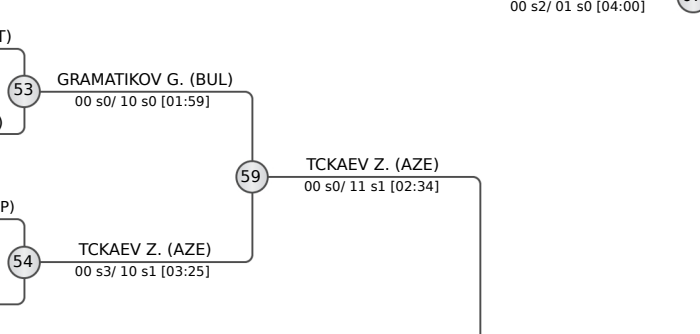 00 s2/ 01 s0 [04:00]
T)
53
GRAMATIKOV G. (BUL)
00 s0/ 10 s0 [01:59]
)
59
TCKAEV Z. (AZE)
00 s0/ 11 s1 [02:34]
P)
54
TCKAEV Z. (AZE)
00 s3/ 10 s1 [03:25]